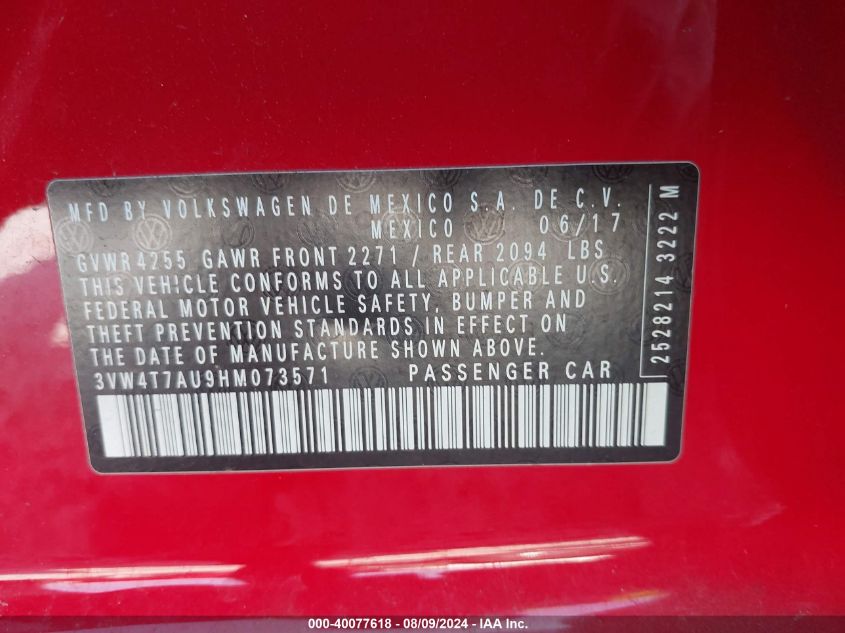 MFD BY VOLKSWAGEN DE MEXICO S.A. DE C.V.
MEXICO 06/17
GVWR 4255 GAWR FRONT 2271 / REAR 2094 LBS
THIS VEHICLE CONFORMS TO ALL APPLICABLE U.S.
FEDERAL MOTOR VEHICLE SAFETY, BUMPER AND
THEFT PREVENTION STANDARDS IN EFFECT ON
THE DATE OF MANUFACTURE SHOWN ABOVE.
3VW4T7AU9HM073571 PASSENGER CAR
2528214 3222 M
000-40077618 - 08/09/2024 - IAA Inc.